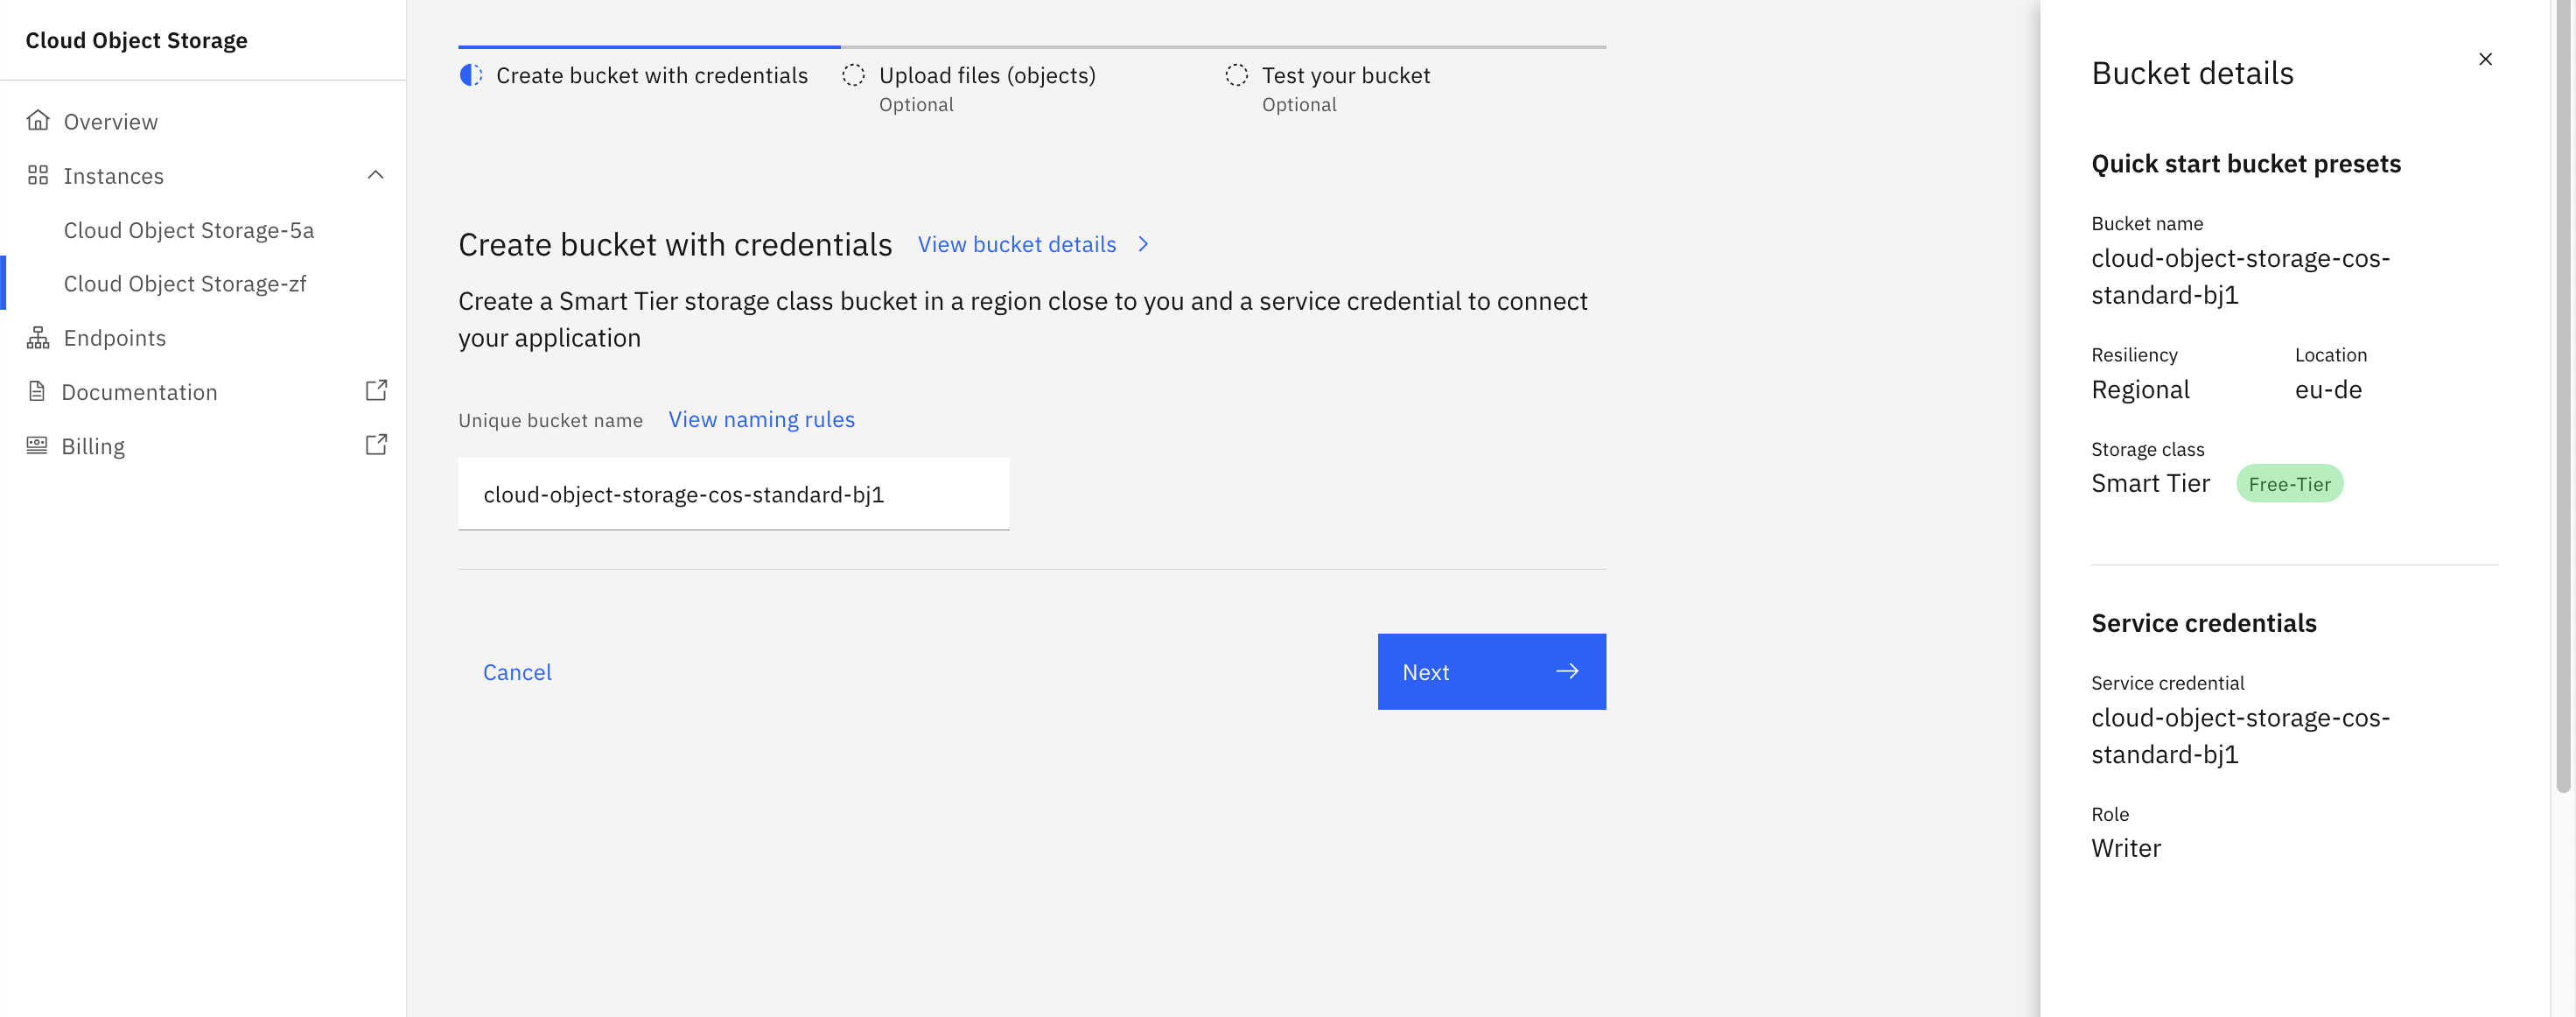 Cloud Object Storage
Overview
Instances
Cloud Object Storage-5a
Cloud Object Storage-zf
Endpoints
Documentation
Billing
Create bucket with credentials
Upload files (objects)
Optional
Test your bucket
Optional
Create bucket with credentials
View bucket details
Create a Smart Tier storage class bucket in a region close to you and a service credential to connect
your application
Unique bucket name
View naming rules
cloud-object-storage-cos-standard-bj1
Cancel
Next
Bucket details
Quick start bucket presets
Bucket name
cloud-object-storage-cos-
standard-bj1
Resiliency
Location
Regional
eu-de
Storage class
Smart Tier
Free-Tier
Service credentials
Service credential
cloud-object-storage-cos-
standard-bj1
Role
Writer